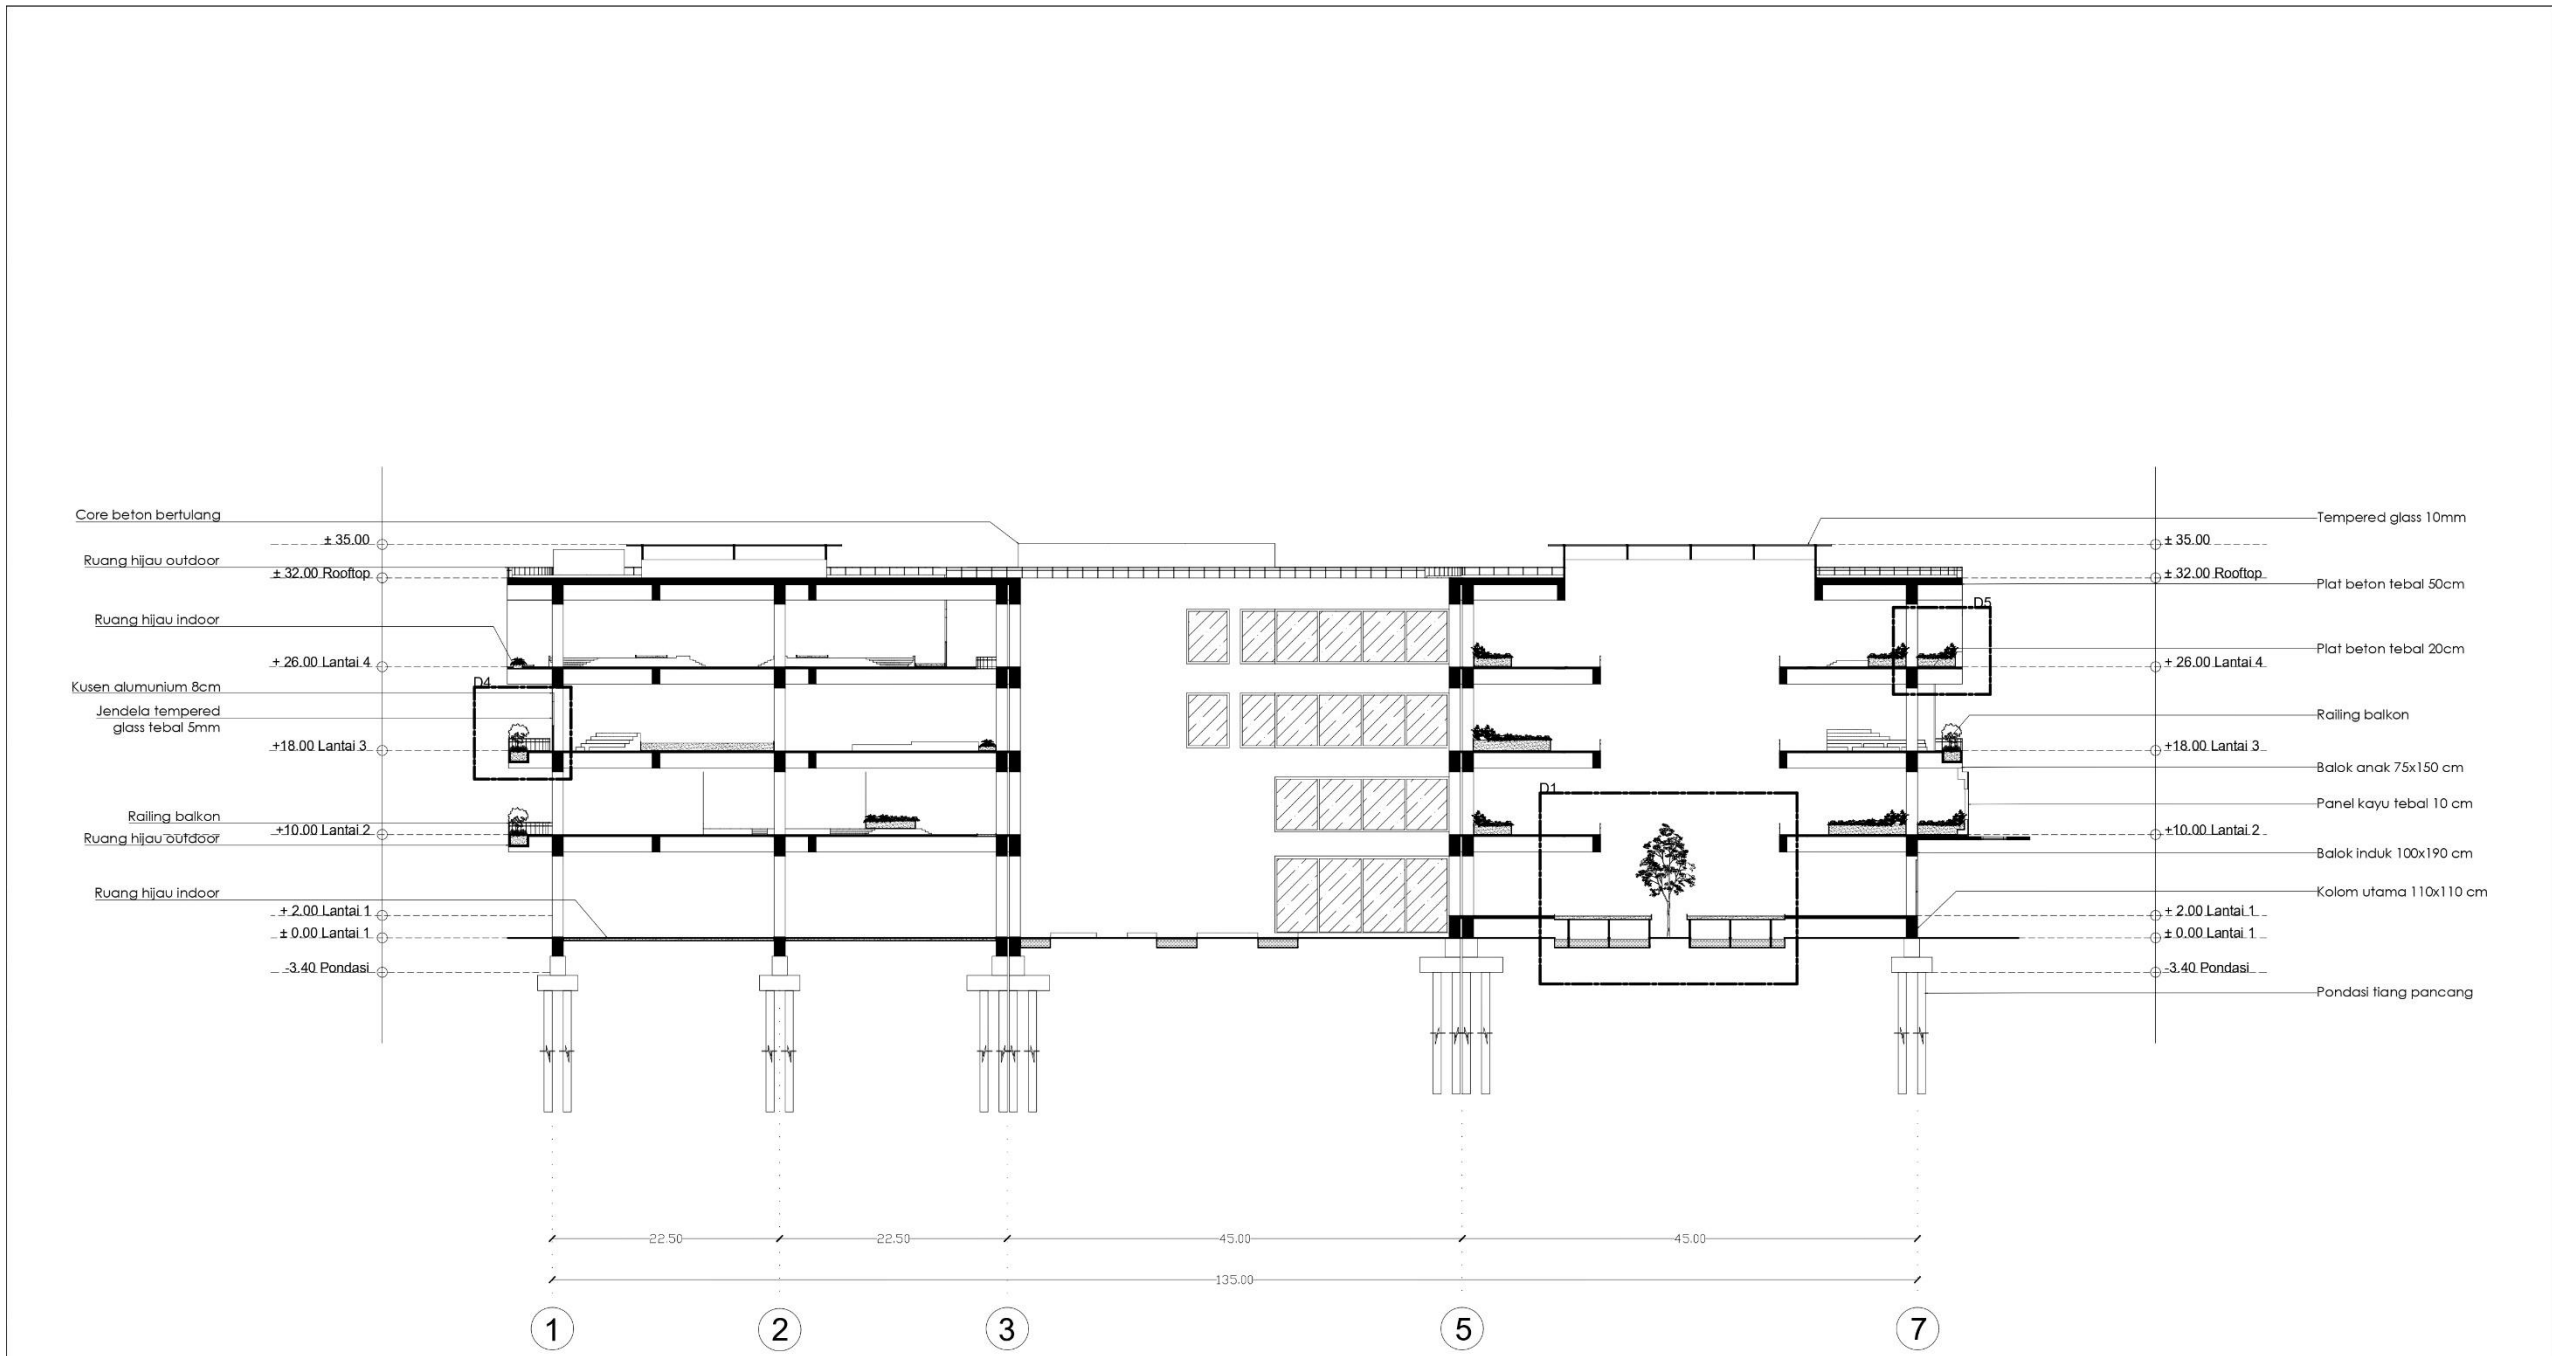 Core beton bertulang
± 35.00
Ruang hijau outdoor
± 32.00 Rooftop
Ruang hijau indoor
+ 26.00 Lantai 4
Kusen alumunium 8cm
D4
Jendela tempered
glass tebal 5mm
+18.00 Lantai 3
Railing balkon
+10.00 Lantai 2
Ruang hijau outdoor
Ruang hijau indoor
+ 2.00 Lantai 1
± 0.00 Lantai 1
-3.40 Pondasi
D1
D5
Tempered glass 10mm
± 35.00
± 32.00 Rooftop
Plat beton tebal 50cm
Plat beton tebal 20cm
+ 26.00 Lantai 4
Railing balkon
+18.00 Lantai 3
Balok anak 75x150 cm
Panel kayu tebal 10 cm
+10.00 Lantai 2
Balok induk 100x190 cm
Kolom utama 110x110 cm
+ 2.00 Lantai 1
± 0.00 Lantai 1
-3.40 Pondasi
Pondasi tiang pancang
22.50 22.50 45.00 45.00
135.00
1 2 3 5 7